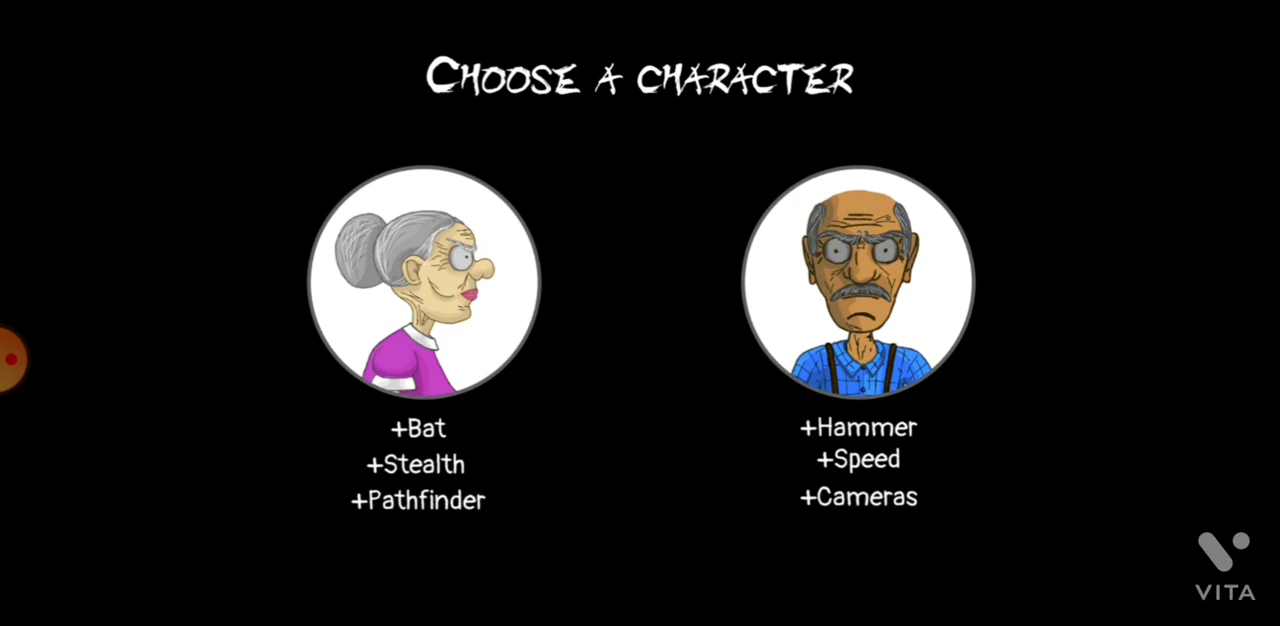 Choose a character
+Bat
+Stealth
+Pathfinder
+Hammer
+Speed
+Cameras
VITA